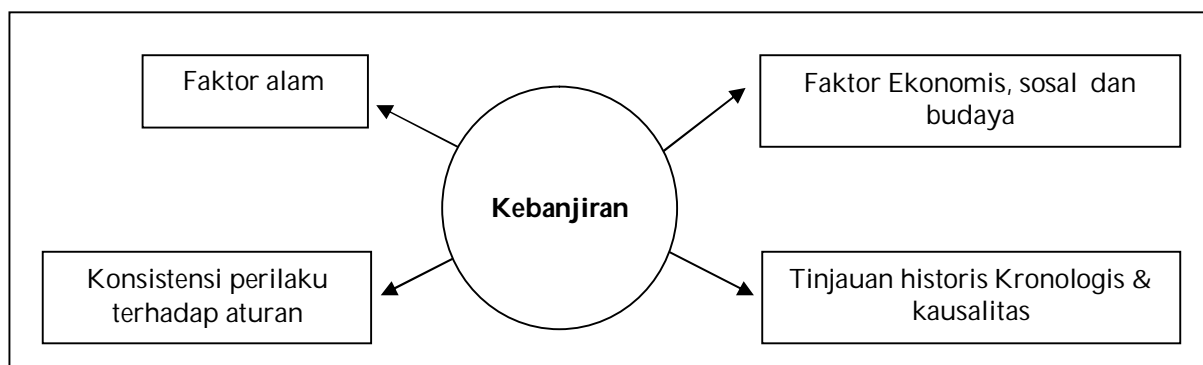 Faktor alam
Faktor Ekonomis, sosal dan
budaya
Kebanjiran
Konsistensi perilaku
terhadap aturan
Tinjauan historis Kronologis &
kausalitas